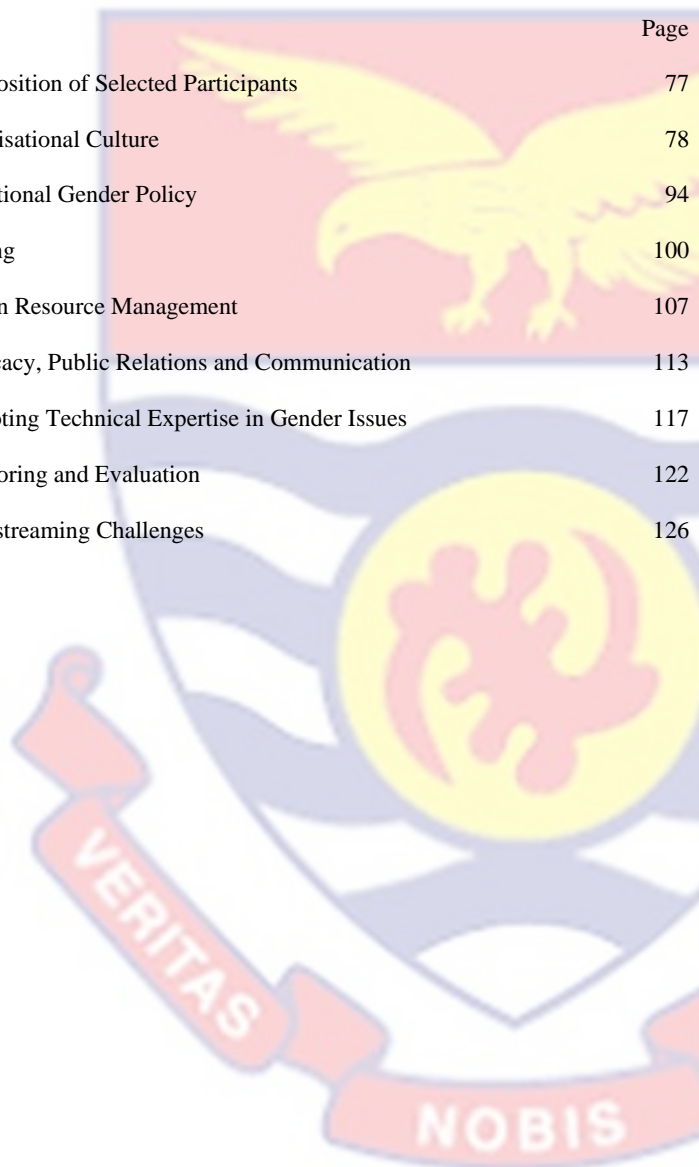 Page
osition of Selected Participants 77
isational Culture 78
tional Gender Policy 94
ng 100
n Resource Management 107
cacy, Public Relations and Communication 113
oting Technical Expertise in Gender Issues 117
oring and Evaluation 122
streaming Challenges 126
VERITAS
NOBIS